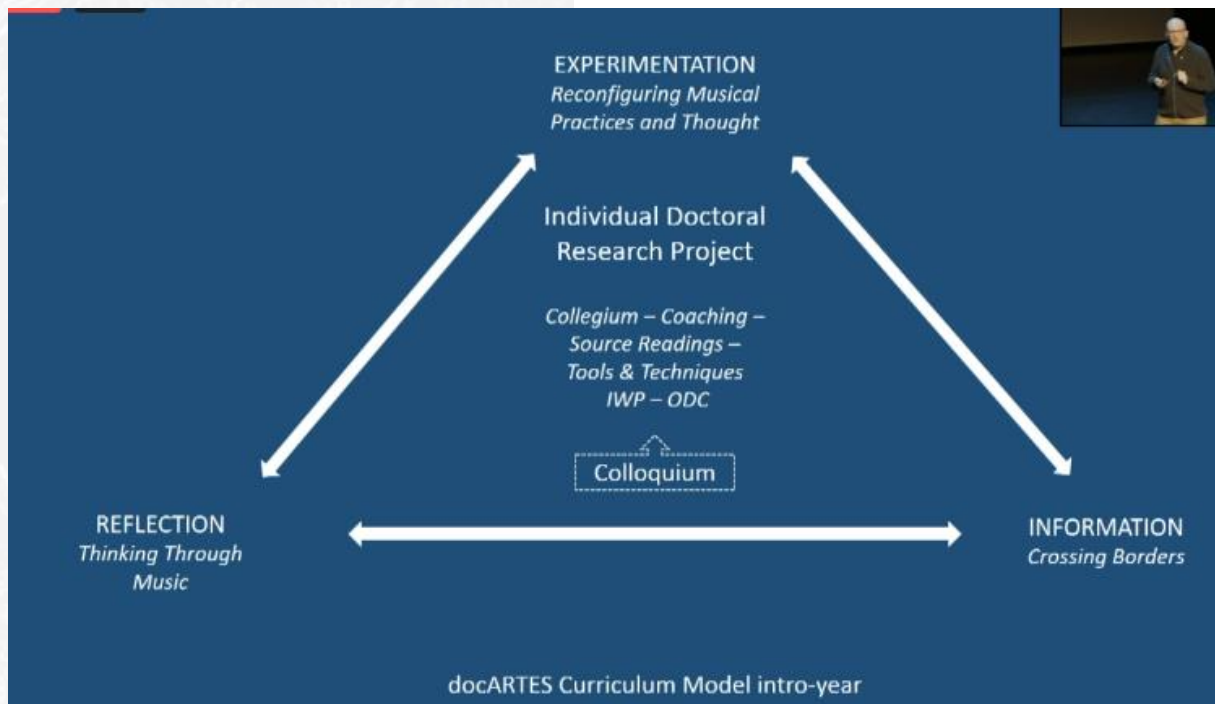 EXPERIMENTATION
Reconfiguring Musical
Practices and Thought
Individual Doctoral
Research Project
Collegium – Coaching –
Source Readings –
Tools & Techniques
IWP – ODC
Colloquium
REFLECTION
Thinking Through
Music
INFORMATION
Crossing Borders
docARTES Curriculum Model intro-year